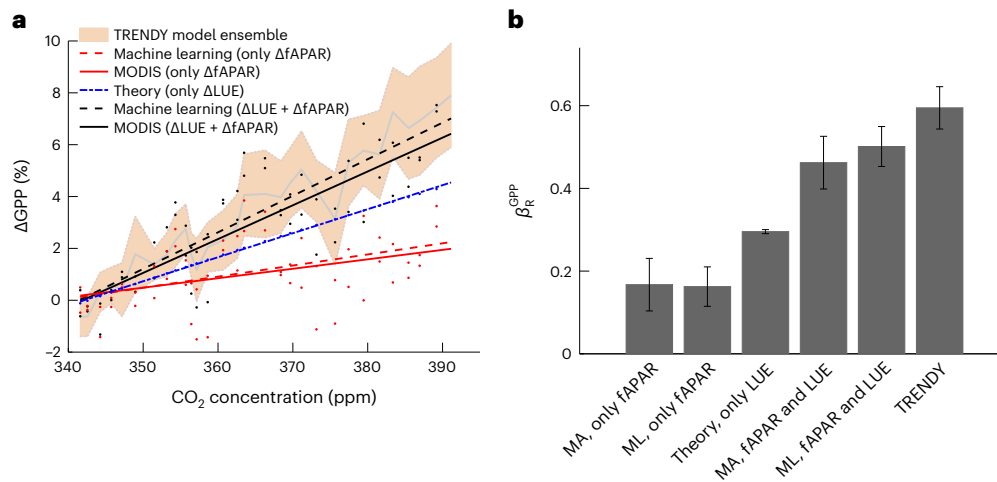 a
10
8
6
4
2
0
−2
ΔGPP (%)
TRENDY model ensemble
Machine learning (only ΔfAPAR)
MODIS (only ΔfAPAR)
Theory (only ΔLUE)
Machine learning (ΔLUE + ΔfAPAR)
MODIS (ΔLUE + ΔfAPAR)
340
350
360
370
380
390
CO₂ concentration (ppm)
b
0.6
0.4
0.2
0
β_R^GPP
MA, only fAPAR
ML, only fAPAR
Theory, only LUE
MA, fAPAR and LUE
ML, fAPAR and LUE
TRENDY